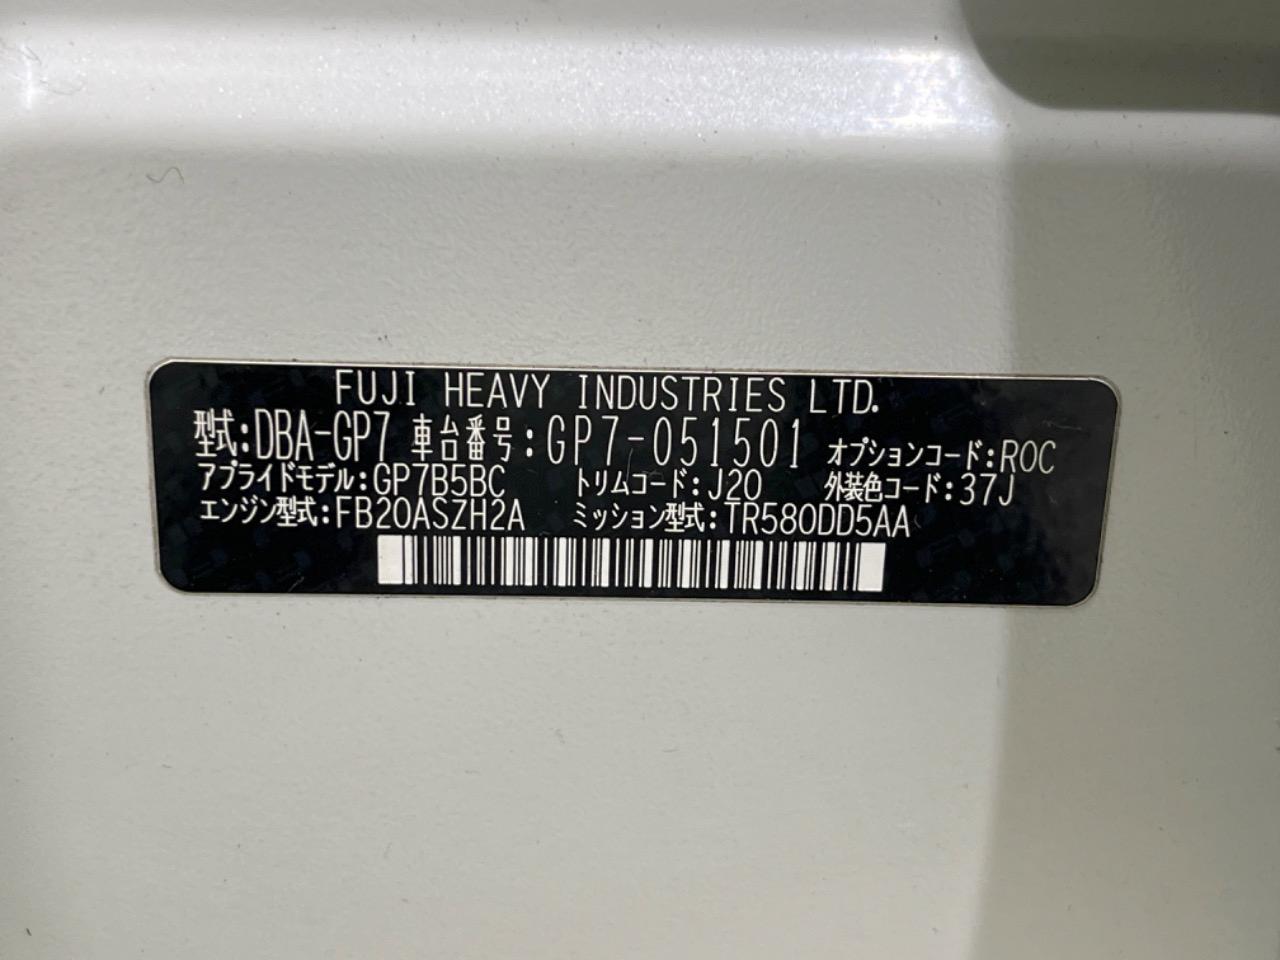 FUJI HEAVY INDUSTRIES LTD.
型式:DBA-GP7 車台番号:GP7-051501 オプションコード:ROC
アプライドモデル:GP7B5BC トリムコード:J20 外装色コード:37J
エンジン型式:FB20ASZH2A ミッション型式:TR580DD5AA